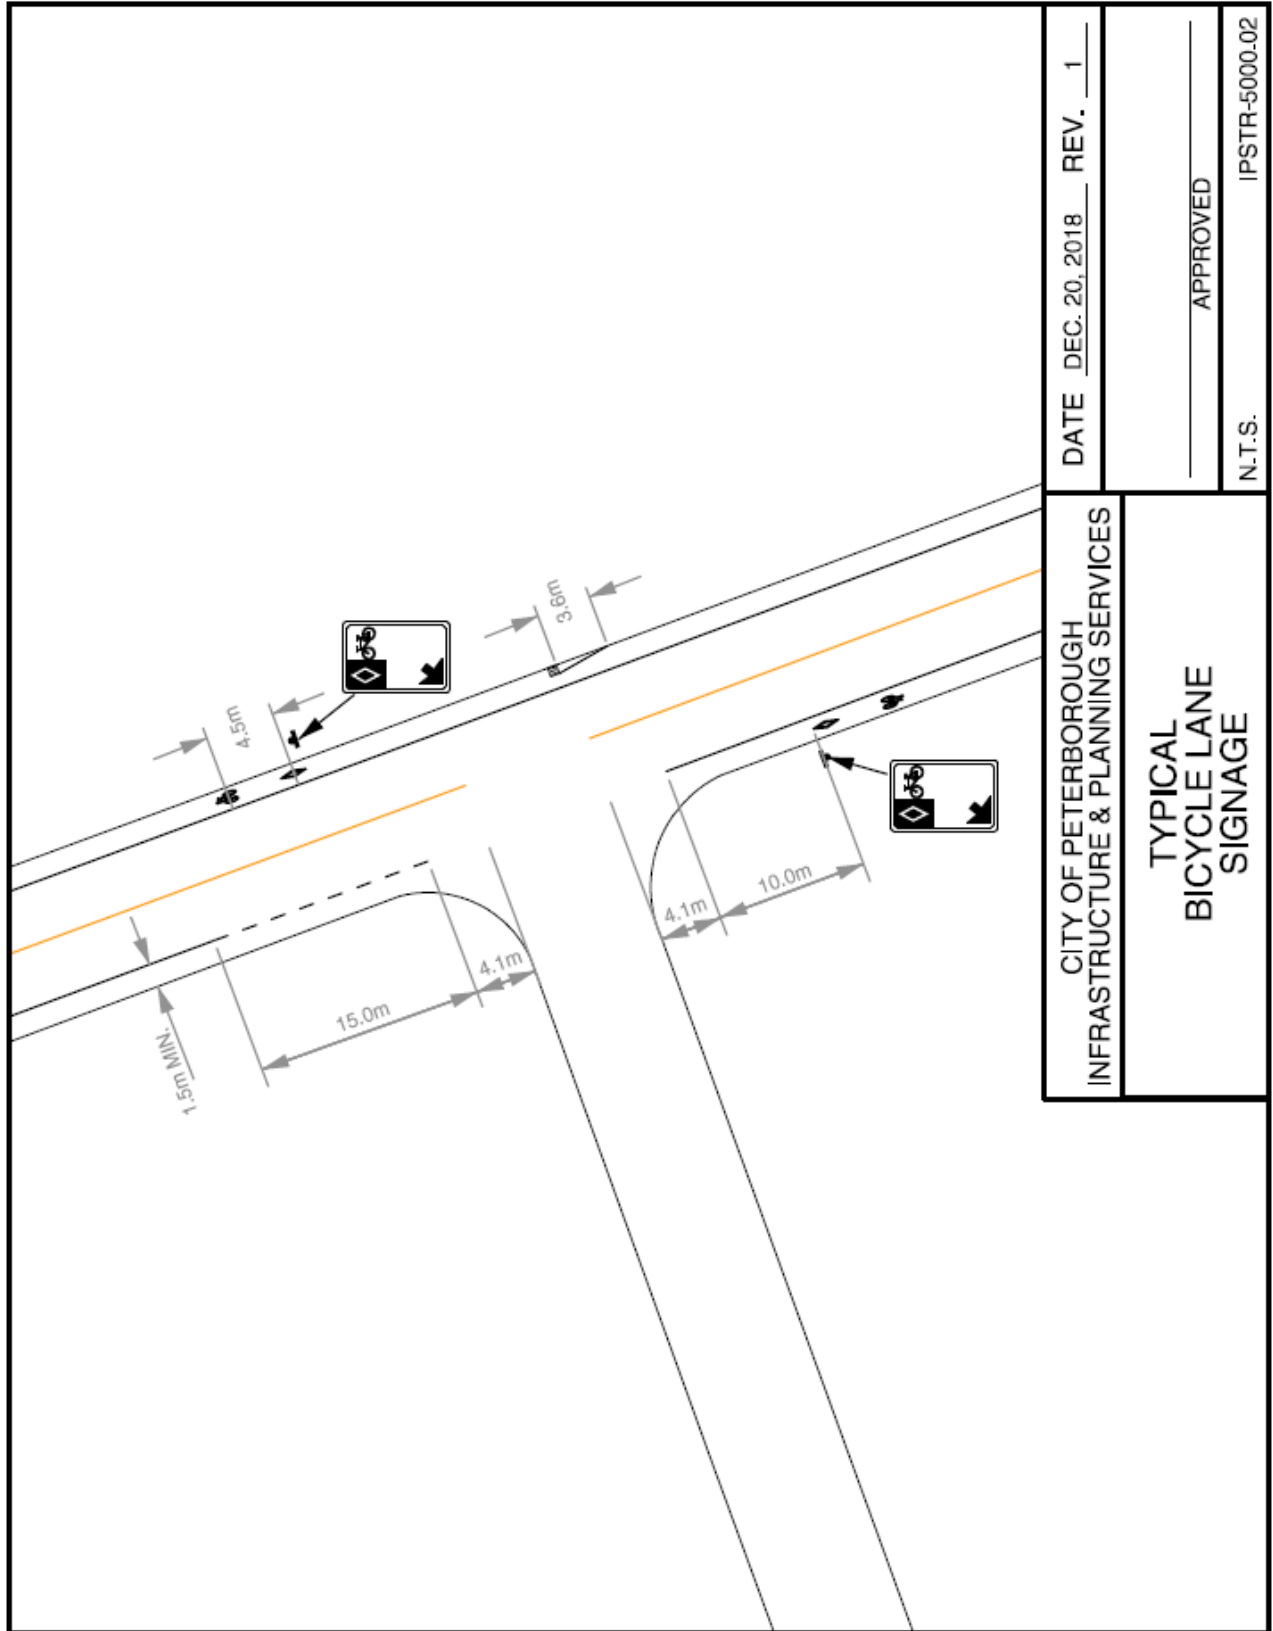 4.5m
3.6m
1.5m MIN.
15.0m
4.1m
4.1m
10.0m
CITY OF PETERBOROUGH
INFRASTRUCTURE & PLANNING SERVICES
TYPICAL
BICYCLE LANE
SIGNAGE
DATE DEC. 20, 2018 REV. 1
APPROVED
N.T.S. IPSTR-5000-02